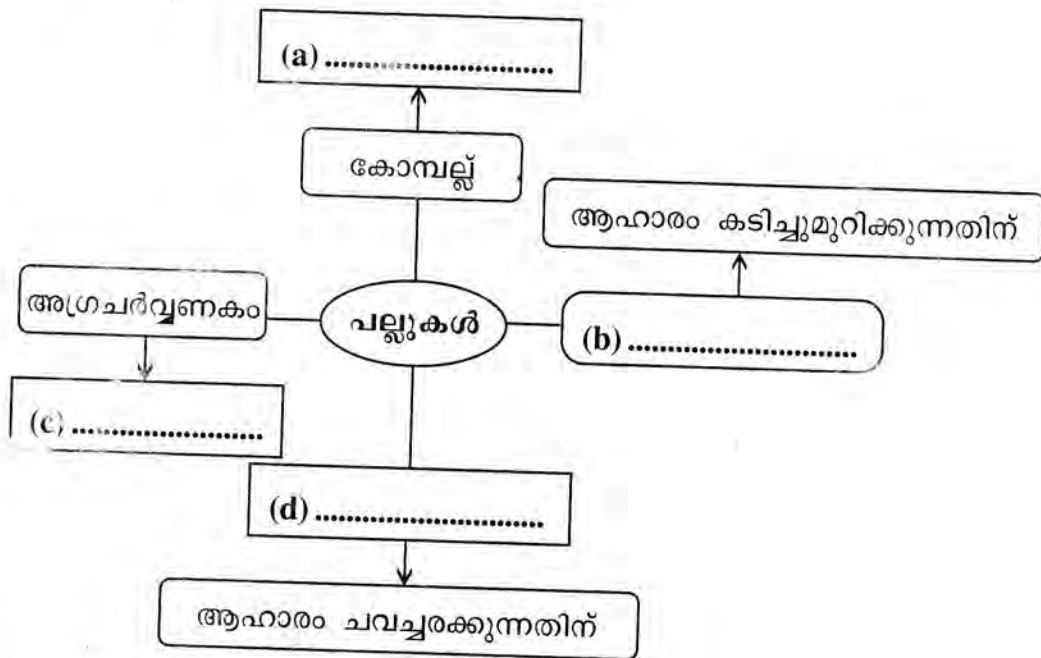 (a) ..............................
കോമ്പല്ല്
ആഹാരം കടിച്ചുമുറിക്കുന്നതിന്
അഗ്രചർവ്വണകം
പല്ലുകൾ
(b) ..............................
(c) .........................
(d) ..............................
ആഹാരം ചവച്ചരക്കുന്നതിന്